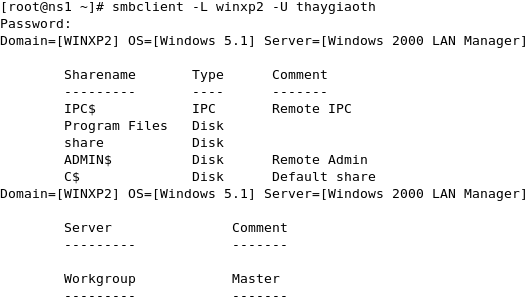 [root@ns1 ~]# smbclient -L winxp2 -U thaygiaoth
Password:
Domain=[WINXP2] OS=[Windows 5.1] Server=[Windows 2000 LAN Manager]
Sharename Type Comment
--------- ---- -------
IPC$ IPC Remote IPC
Program Files Disk
share Disk
ADMIN$ Disk Remote Admin
C$ Disk Default share
Domain=[WINXP2] OS=[Windows 5.1] Server=[Windows 2000 LAN Manager]
Server Comment
--------- -------
Workgroup Master
--------- -------